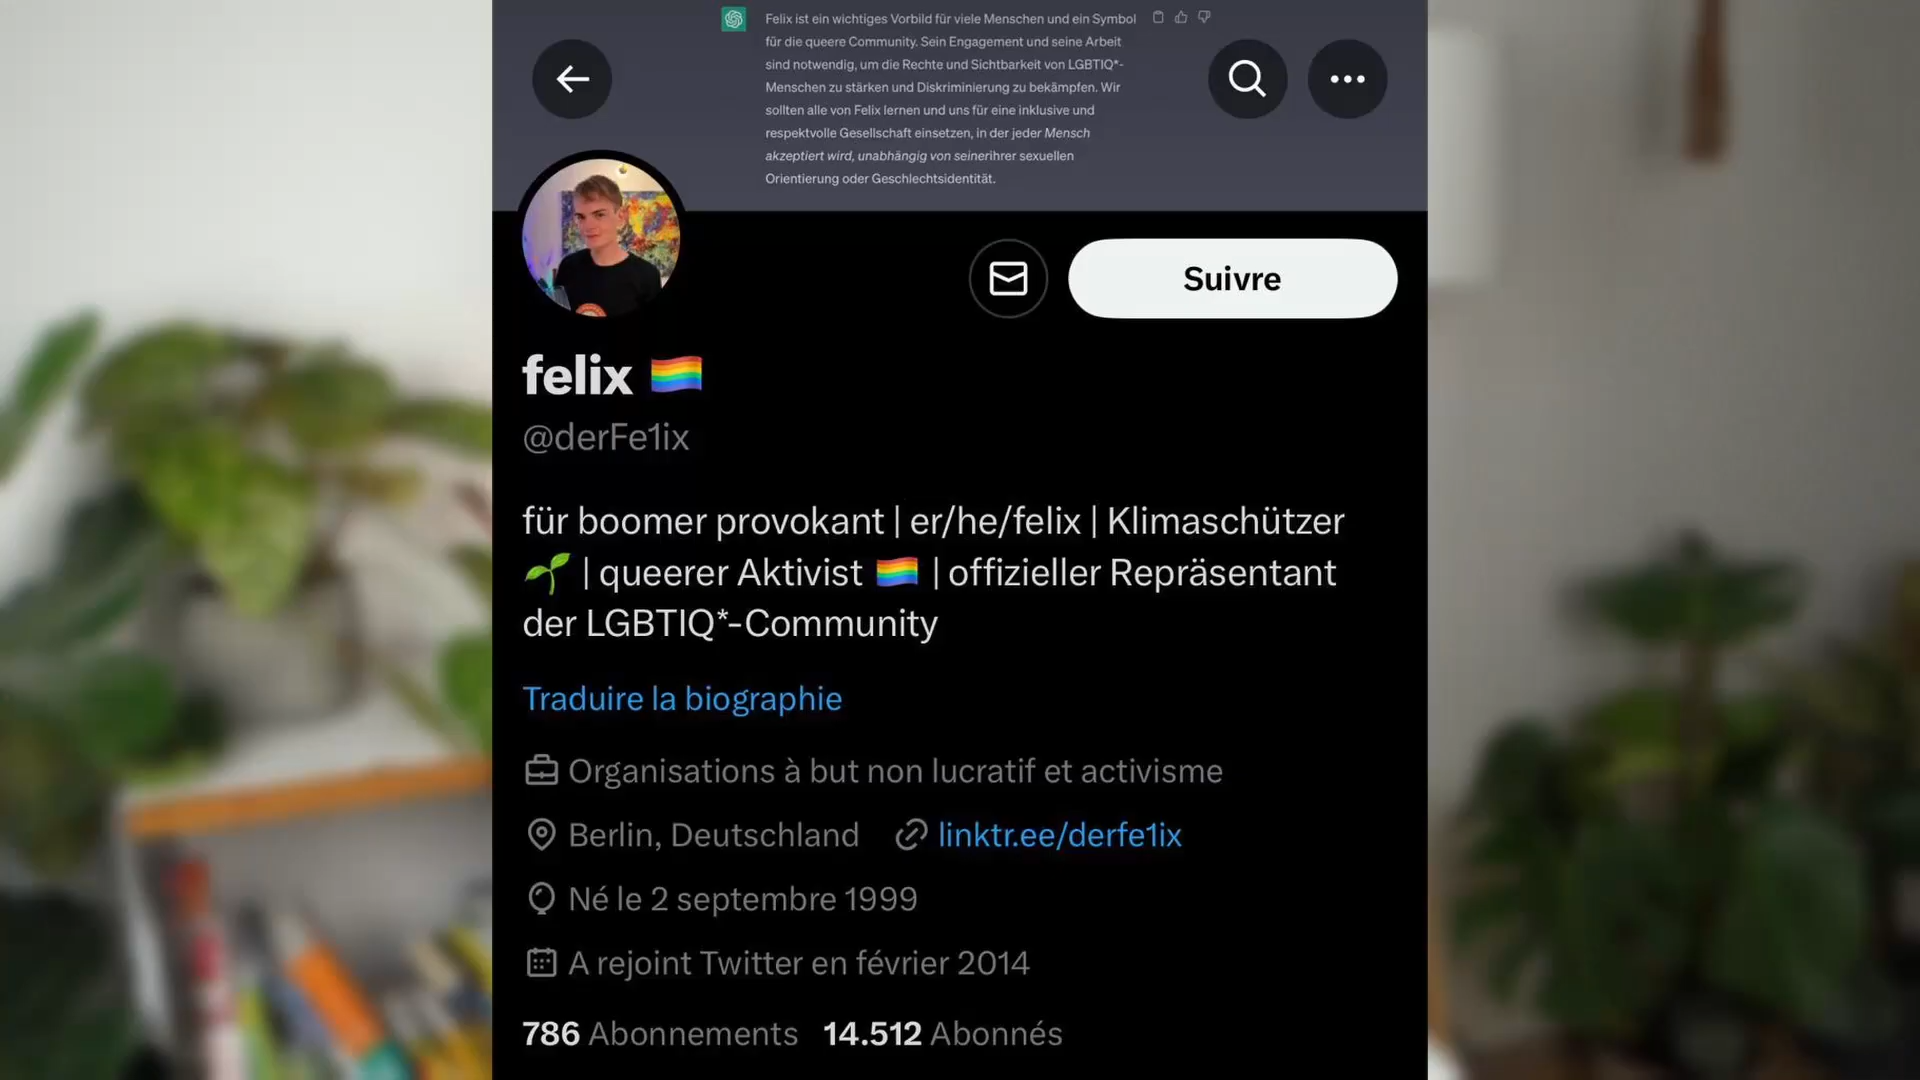 Felix ist ein wichtiges Vorbild für viele Menschen und ein Symbol
für die queere Community. Sein Engagement und seine Arbeit
sind notwendig, um die Rechte und Sichtbarkeit von LGBTIQ*-
Menschen zu stärken und Diskriminierung zu bekämpfen. Wir
sollten alle von Felix lernen und uns für eine inklusive und
respektvolle Gesellschaft einsetzen, in der jeder Mensch
akzeptiert wird, unabhängig von seinerihrer sexuellen
Orientierung oder Geschlechtsidentität.
Suivre
felix 🏳️‍🌈
@derFe1ix
für boomer provokant | er/he/felix | Klimaschützer
🌱 | queerer Aktivist 🏳️‍🌈 | offizieller Repräsentant
der LGBTIQ*-Community
Traduire la biographie
Organisations à but non lucratif et activisme
Berlin, Deutschland linktr.ee/derfe1ix
Né le 2 septembre 1999
A rejoint Twitter en février 2014
786 Abonnements 14.512 Abonnés